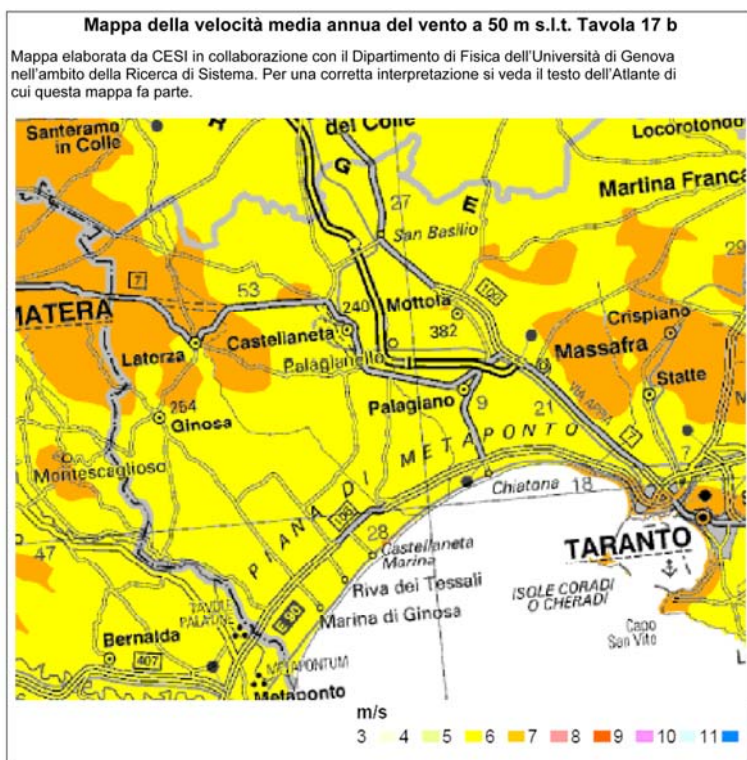 Mappa della velocità media annua del vento a 50 m s.l.t. Tavola 17 b
Mappa elaborata da CESI in collaborazione con il Dipartimento di Fisica dell'Università di Genova
nell'ambito della Ricerca di Sistema. Per una corretta interpretazione si veda il testo dell'Atlante di
cui questa mappa fa parte.
R
del Colle
Santeramo
in Colle
Locorotondo
G
Martina Franca
E
27
San Basilio
29
7
53
100
MATERA
240
Mottola
382
Crispiano
Castellaneta
Laterza
Palagianello
Massafra
Statte
Palagiano
9
21
VIA APPIA
264
Ginosa
7
7
PIANA DI METAPONTO
Montescaglioso
Chiatona
18
106
28
TARANTO
47
Castellaneta
Marina
Riva dei Tessali
ISOLE CORADI
O CHERADI
TAVOLE
PALATINE
Marina di Ginosa
Capo
San Vito
Bernalda
407
METAPONTUM
L
Metaponto
m/s
3 4 5 6 7 8 9 10 11